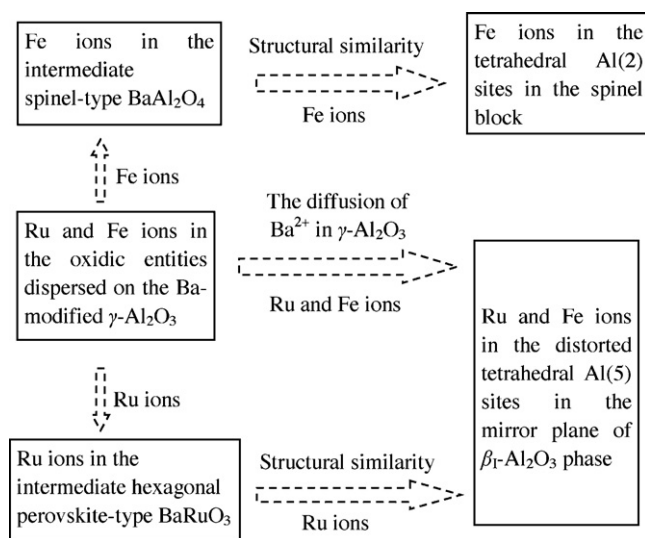 Fe ions in the
intermediate
spinel-type BaAl₂O₄
Structural similarity
Fe ions
Fe ions in the
tetrahedral Al(2)
sites in the spinel
block
Fe ions
Ru and Fe ions in
the oxidic entities
dispersed on the Ba-
modified γ-Al₂O₃
The diffusion of
Ba²⁺ in γ-Al₂O₃
Ru and Fe ions
Ru and Fe ions
in the distorted
tetrahedral Al(5)
sites in the
mirror plane of
β_I-Al₂O₃ phase
Ru ions
Ru ions in the
intermediate hexagonal
perovskite-type BaRuO₃
Structural similarity
Ru ions